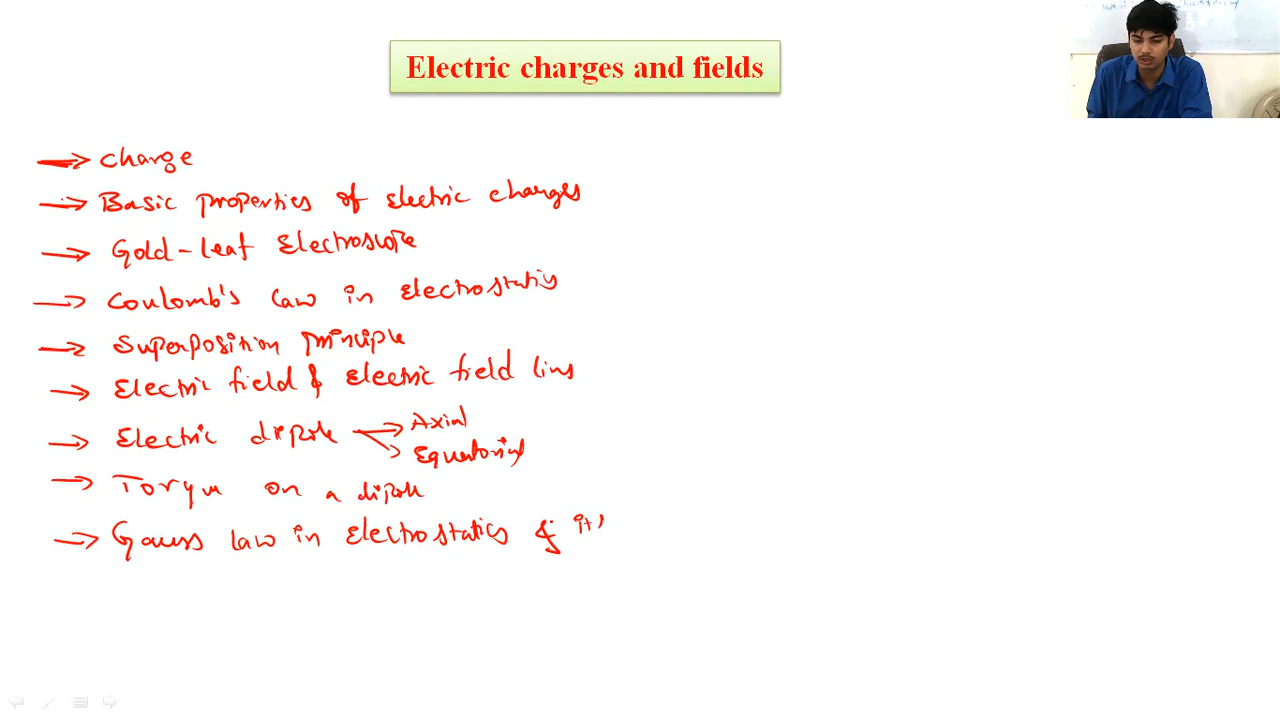 Electric charges and fields
→ Charge
→ Basic properties of electric charges
→ Gold-leaf Electroscope
→ Coulomb's law in Electrostatics
→ Superposition principle
→ Electric field & Electric field lines
→ Electric dipole → Axial
→ Equatorial
→ Torque on a dipole
→ Gauss law in Electrostatics & it's